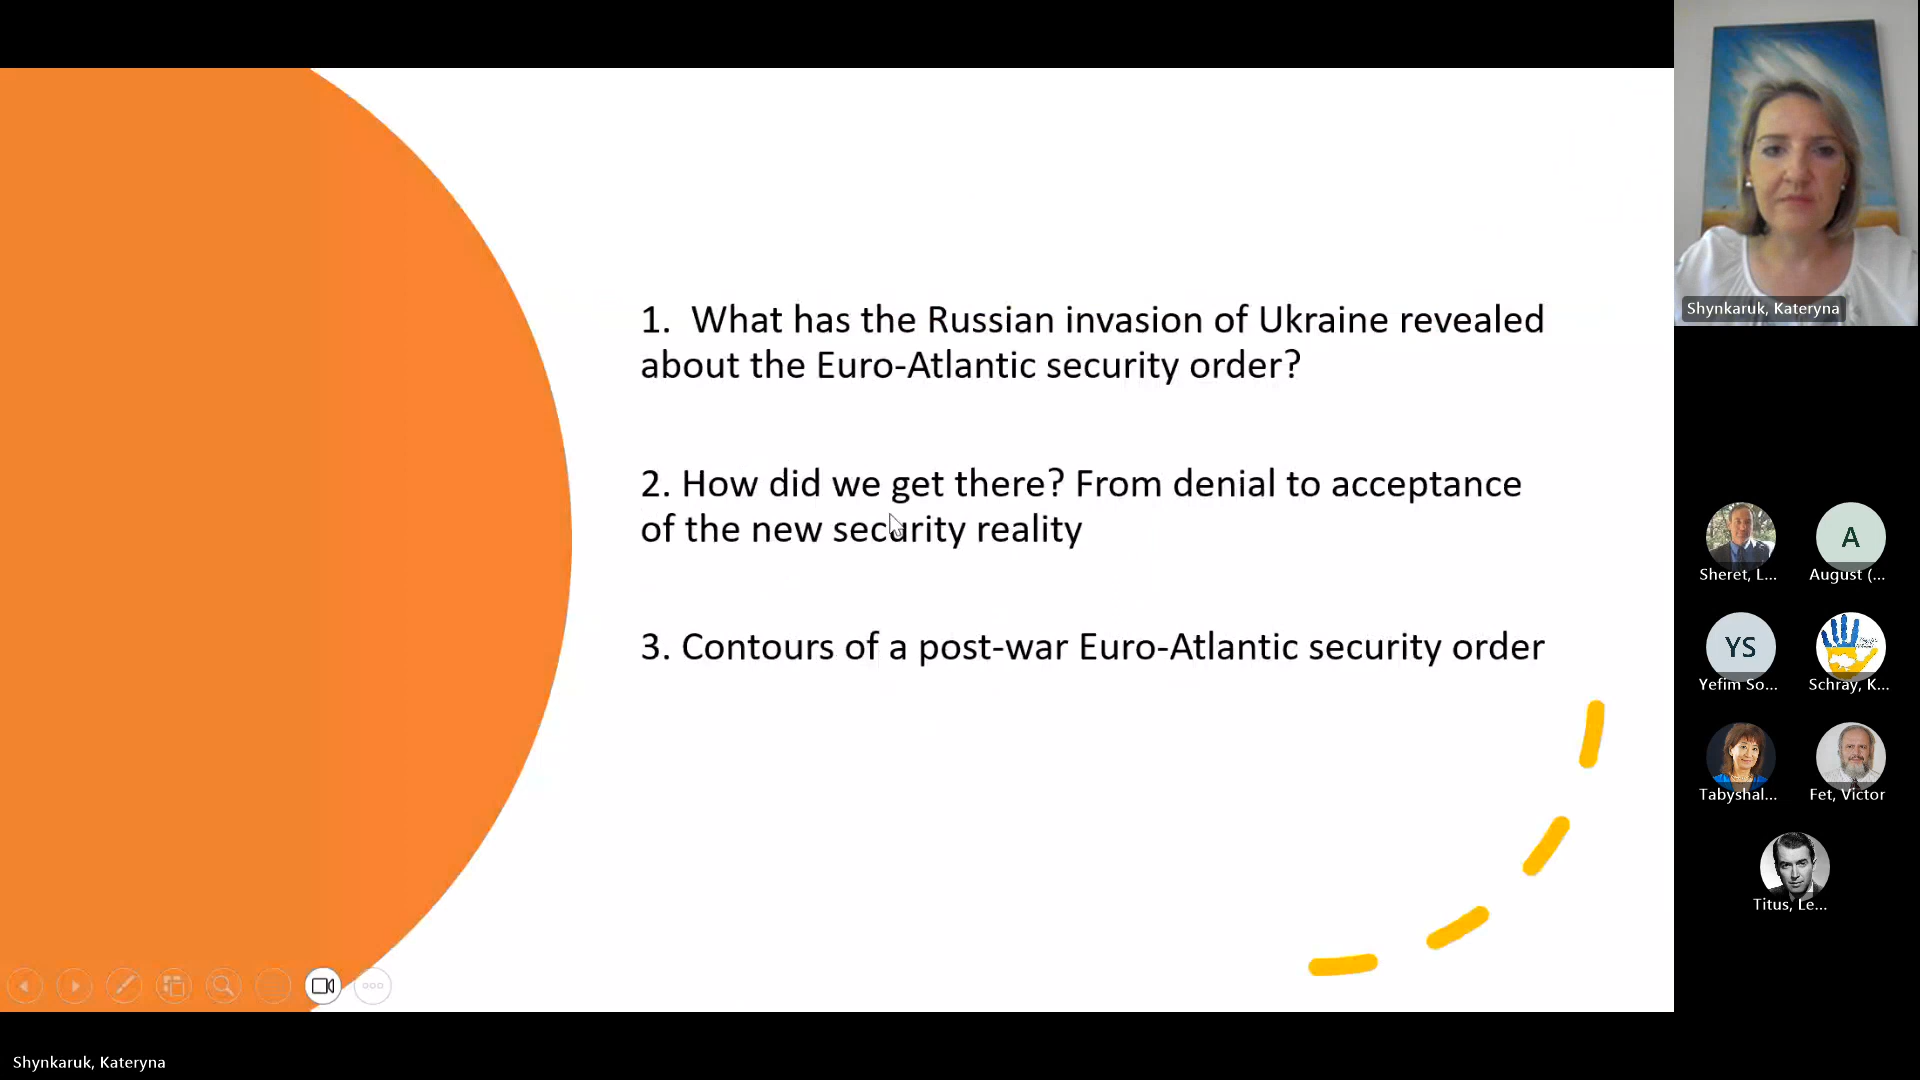 1.  What has the Russian invasion of Ukraine revealed
about the Euro-Atlantic security order?
2. How did we get there? From denial to acceptance
of the new security reality
3. Contours of a post-war Euro-Atlantic security order
Shynkaruk, Kateryna
Sheret, L...
A
August (...
YS
Yefim So...
Schray, K...
Tabyshal...
Fet, Victor
Titus, Le...
Shynkaruk, Kateryna